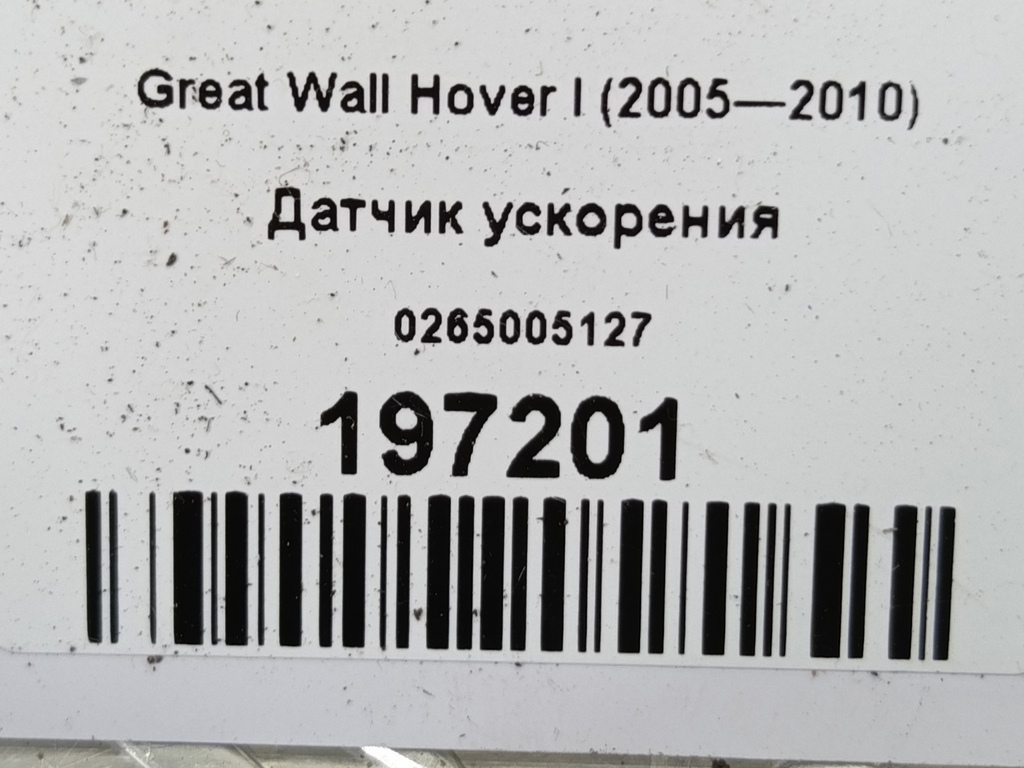 Great Wall Hover I (2005—2010)
Датчик ускорения
0265005127
197201